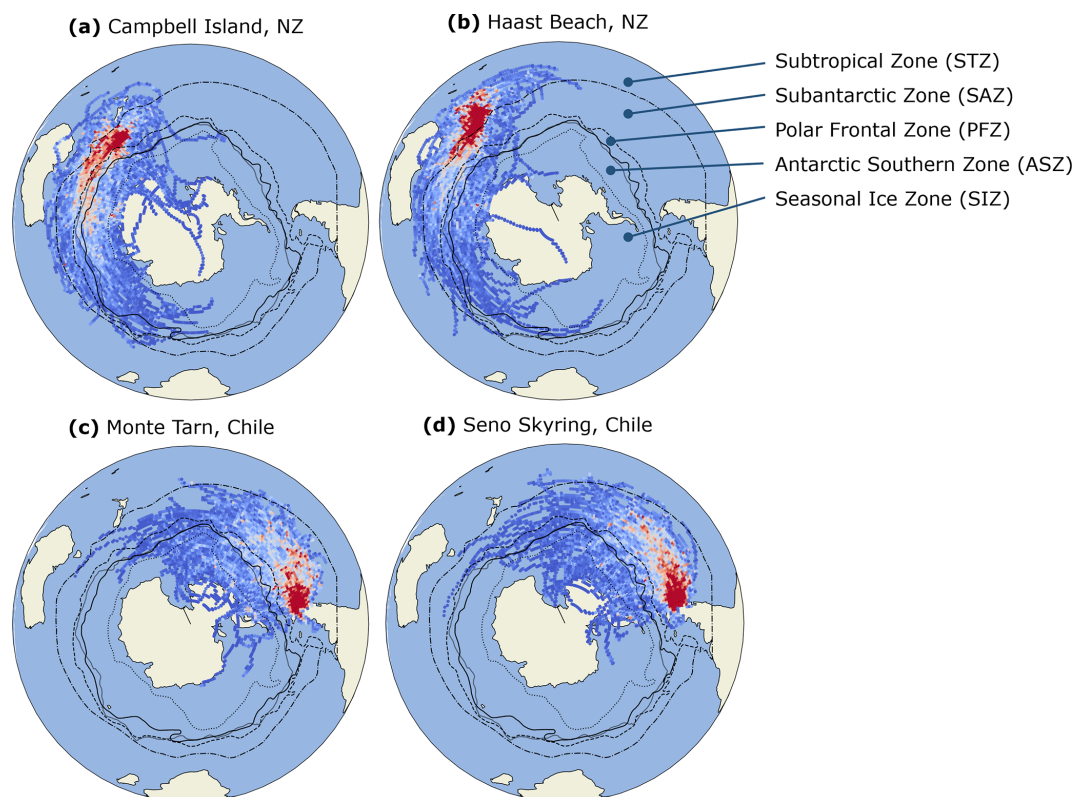 (a) Campbell Island, NZ
(b) Haast Beach, NZ
Subtropical Zone (STZ)
Subantarctic Zone (SAZ)
Polar Frontal Zone (PFZ)
Antarctic Southern Zone (ASZ)
Seasonal Ice Zone (SIZ)
(c) Monte Tarn, Chile
(d) Seno Skyring, Chile